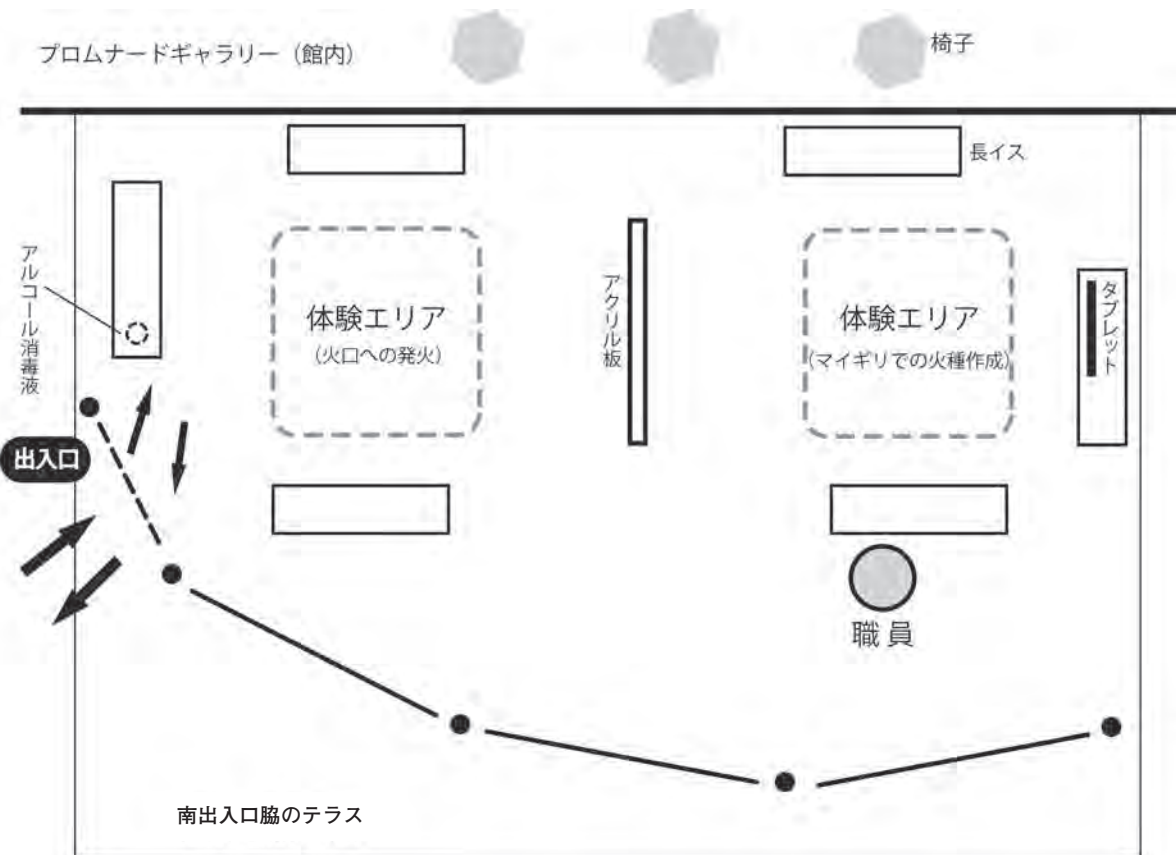 プロムナードギャラリー（館内）
椅子
長イス
アルコール消毒液
体験エリア
（火口への発火）
アクリル板
体験エリア
（マイギリでの火種作成）
タブレット
出入口
職員
南出入口脇のテラス